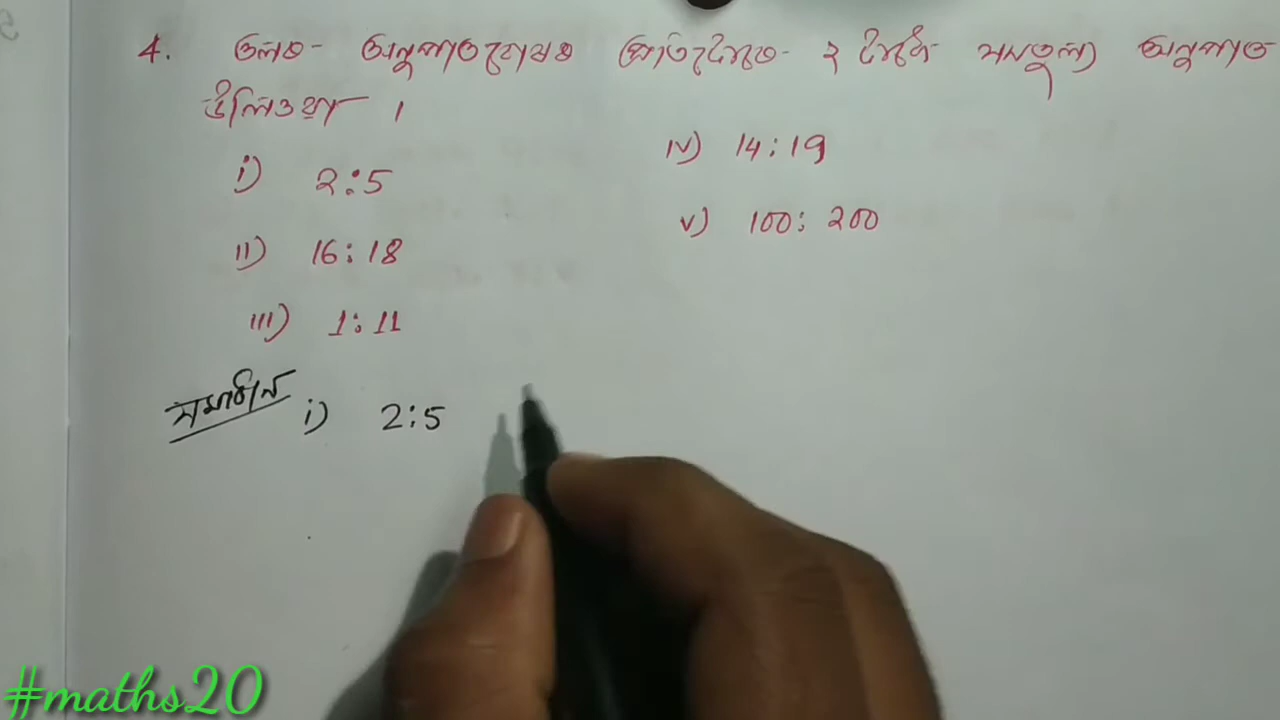 4. তলৰ অনুপাতবোৰৰ প্ৰতিটোৰে ২ টাকৈ সমতুল্য অনুপাত
উলিওৱা ।
i) 2:5
ii) 16:18
iii) 1:11
iv) 14:19
v) 100:200
সমাধান i) 2:5
#maths20